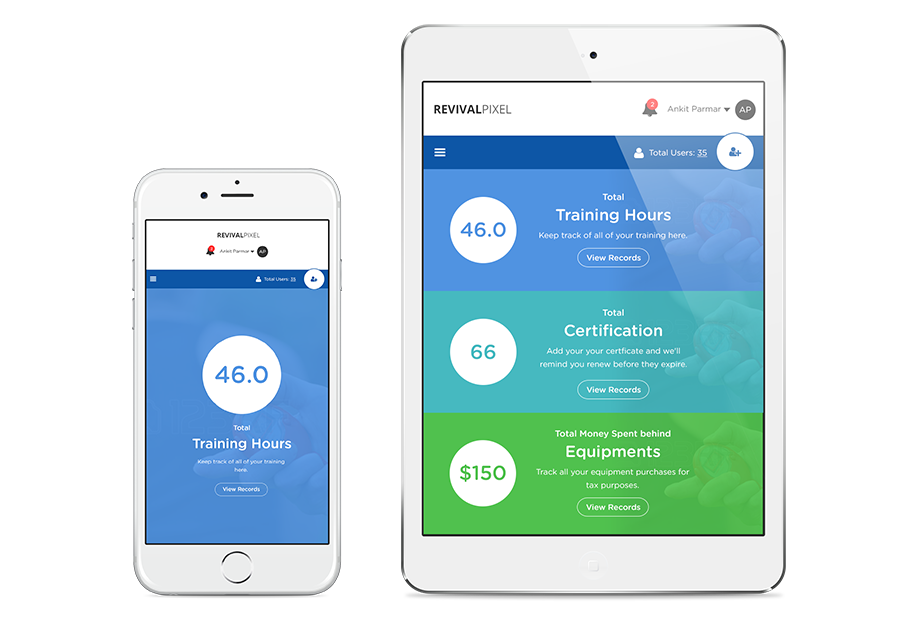 REVIVALPIXEL
2
Ankit Parmar
AP
Total Users: 35
46.0
Total
Training Hours
Keep track of all of your training
here.
View Records
REVIVALPIXEL
2
Ankit Parmar
AP
Total Users: 35
46.0
Total
Training Hours
Keep track of all of your training here.
View Records
66
Total
Certification
Add your your certficate and we'll
remind you renew before they expire.
View Records
$150
Total Money Spent behind
Equipments
Track all your equipment purchases for
tax purposes.
View Records